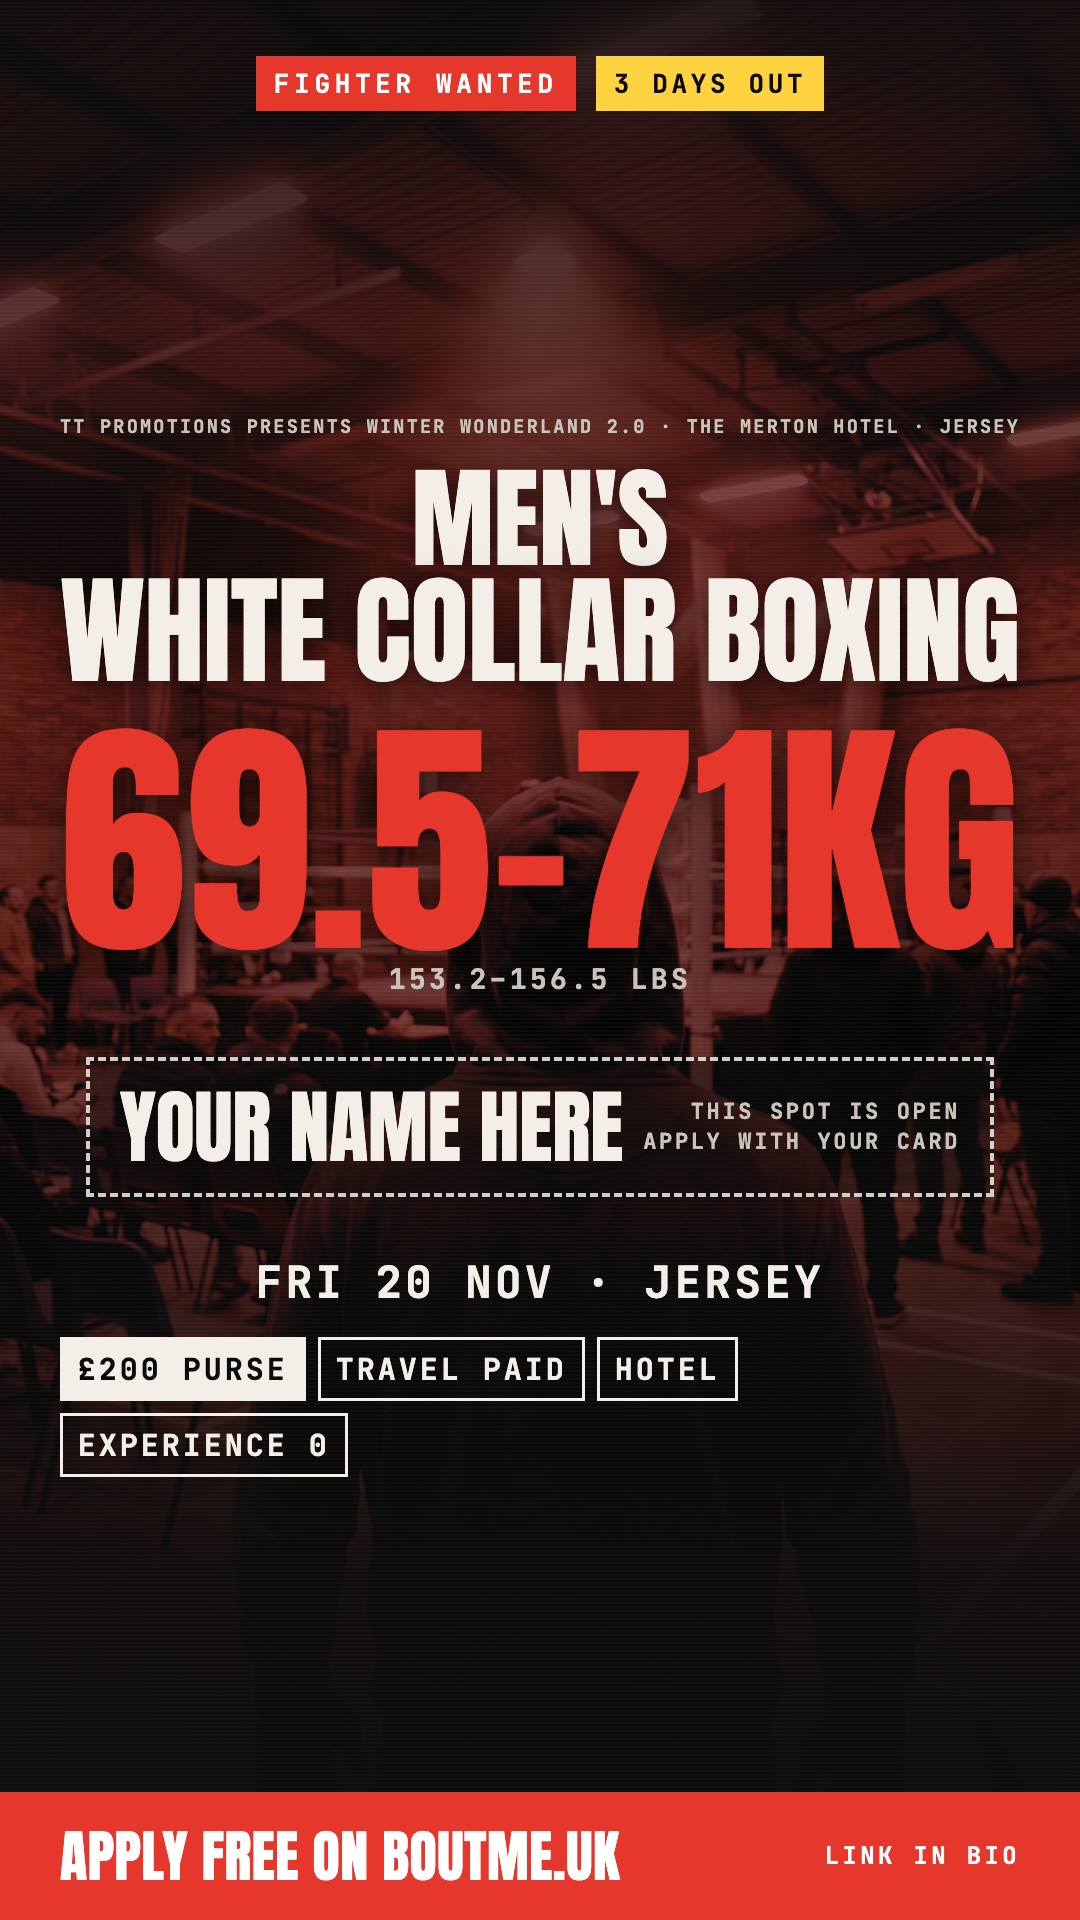 FIGHTER WANTED
3 DAYS OUT
TT PROMOTIONS PRESENTS WINTER WONDERLAND 2.0 · THE MERTON HOTEL · JERSEY
MEN'S
WHITE COLLAR BOXING
69.5-71KG
153.2-156.5 LBS
YOUR NAME HERE
THIS SPOT IS OPEN
APPLY WITH YOUR CARD
FRI 20 NOV · JERSEY
£200 PURSE
TRAVEL PAID
HOTEL
EXPERIENCE 0
APPLY FREE ON BOUTME.UK
LINK IN BIO